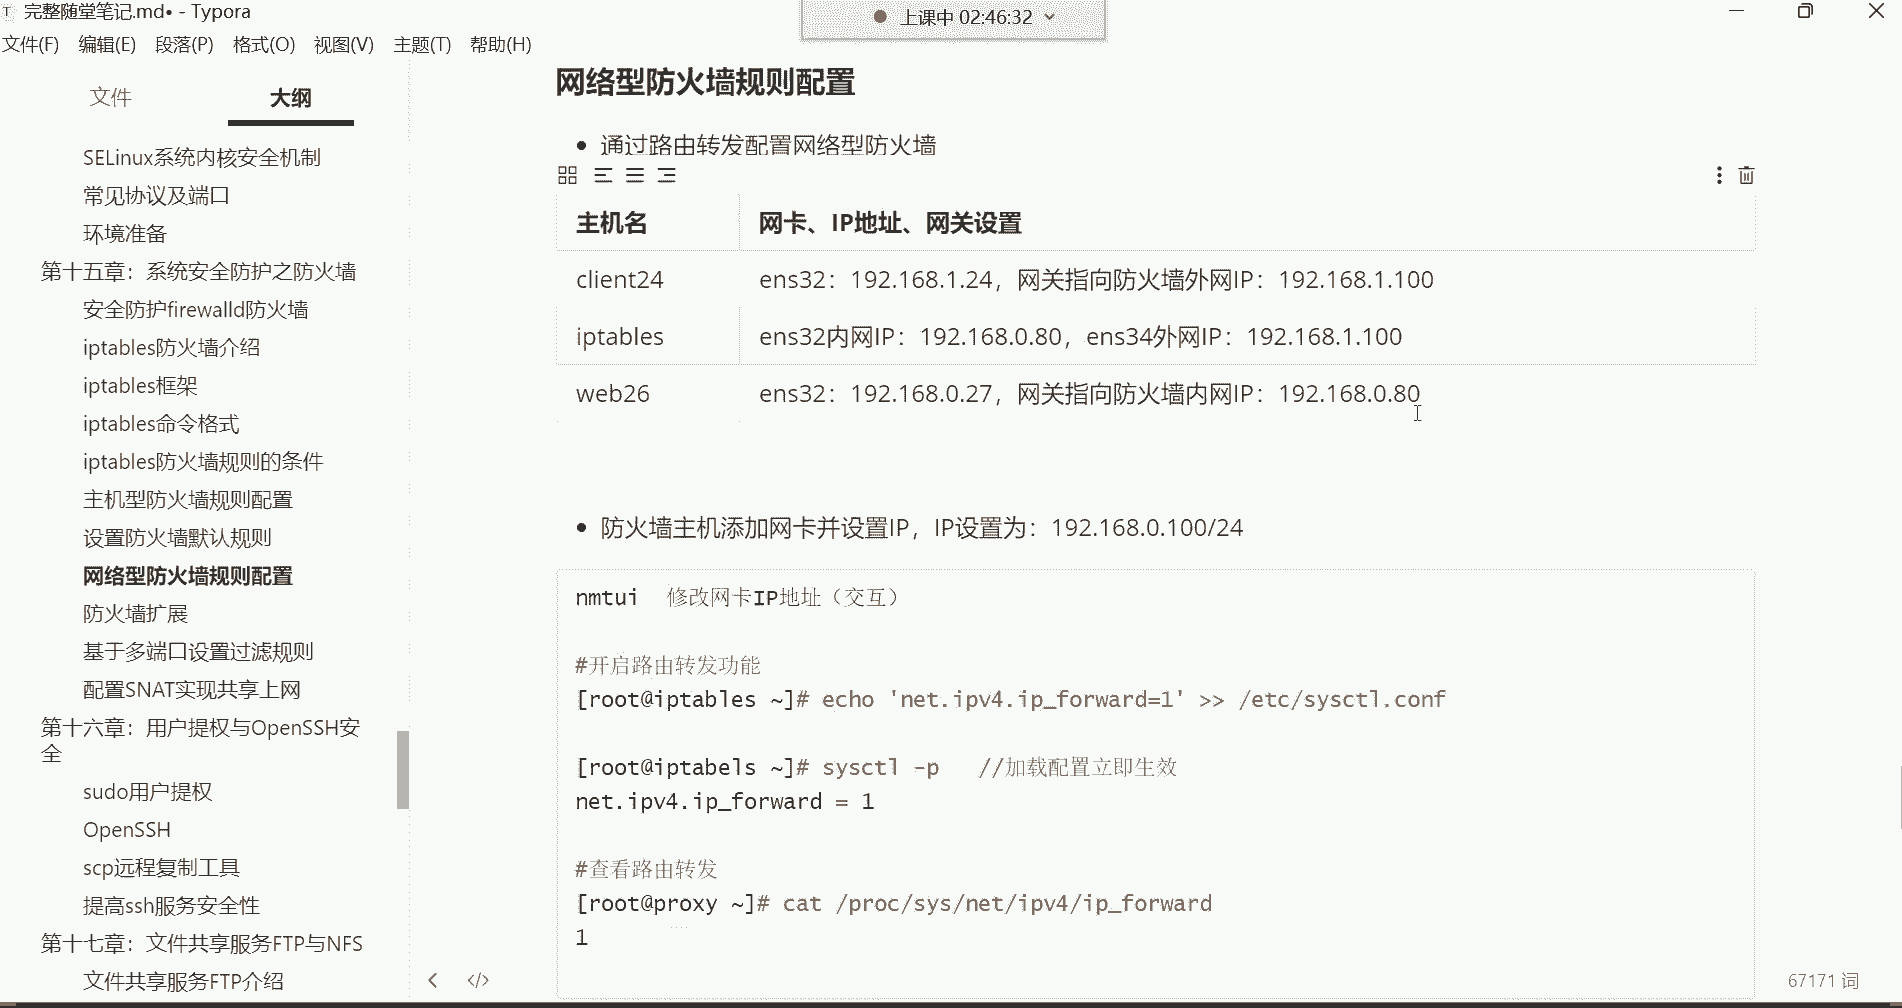 完整随堂笔记.md• - Typora
上课中 02:46:32
文件(F) 编辑(E) 段落(P) 格式(O) 视图(V) 主题(T) 帮助(H)
文件 大纲
SELinux系统内核安全机制
常见协议及端口
环境准备
第十五章：系统安全防护之防火墙
安全防护firewalld防火墙
iptables防火墙介绍
iptables框架
iptables命令格式
iptables防火墙规则的条件
主机型防火墙规则配置
设置防火墙默认规则
网络型防火墙规则配置
防火墙扩展
基于多端口设置过滤规则
配置SNAT实现共享上网
第十六章：用户提权与OpenSSH安
全
sudo用户提权
OpenSSH
scp远程复制工具
提高ssh服务安全性
第十七章：文件共享服务FTP与NFS
文件共享服务FTP介绍
网络型防火墙规则配置
• 通过路由转发配置网络型防火墙
主机名 网卡、IP地址、网关设置
client24 ens32：192.168.1.24，网关指向防火墙外网IP：192.168.1.100
iptables ens32内网IP：192.168.0.80，ens34外网IP：192.168.1.100
web26 ens32：192.168.0.27，网关指向防火墙内网IP：192.168.0.80
• 防火墙主机添加网卡并设置IP，IP设置为：192.168.0.100/24
nmtui 修改网卡IP地址（交互）
#开启路由转发功能
[root@iptables ~]# echo 'net.ipv4.ip_forward=1' >> /etc/sysctl.conf
[root@iptabels ~]# sysctl -p //加载配置立即生效
net.ipv4.ip_forward = 1
#查看路由转发
[root@proxy ~]# cat /proc/sys/net/ipv4/ip_forward
1
67171 词